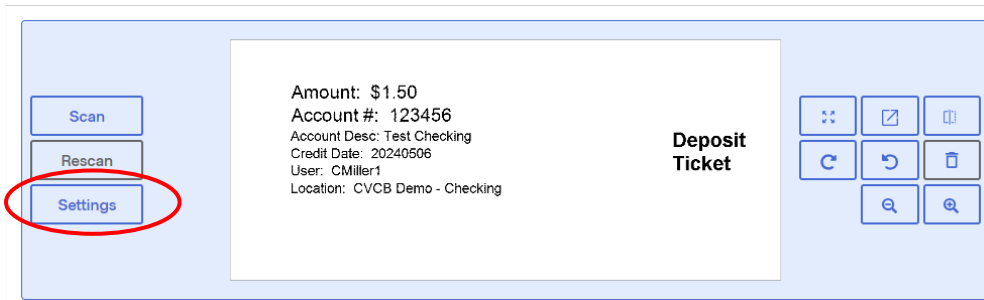 Scan
Rescan
Settings
Amount: $1.50
Account #: 123456
Account Desc: Test Checking
Credit Date: 20240506
User: CMiller1
Location: CVCB Demo - Checking
Deposit
Ticket